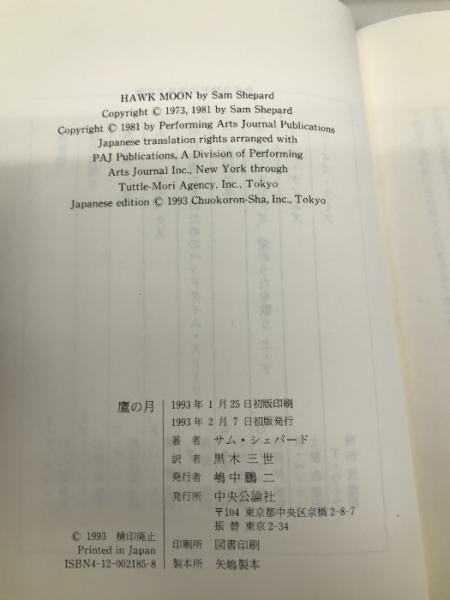 HAWK MOON by Sam Shepard
Copyright © 1973, 1981 by Sam Shepard
Copyright © 1981 by Performing Arts Journal Publications
Japanese translation rights arranged with
PAJ Publications, A Division of Performing
Arts Journal Inc., New York through
Tuttle-Mori Agency, Inc., Tokyo
Japanese edition © 1993 Chuokoron-Sha, Inc., Tokyo
鷹の月
1993年1月25日初版印刷
1993年2月7日初版発行
著者 サム・シェパード
訳者 黒木三世
発行者 嶋中鵬二
発行所 中央公論社
〒104 東京都中央区京橋2-8-7
振替 東京2-34
印刷所 図書印刷
製本所 矢嶋製本
© 1993 検印廃止
Printed in Japan
ISBN4-12-002185-8